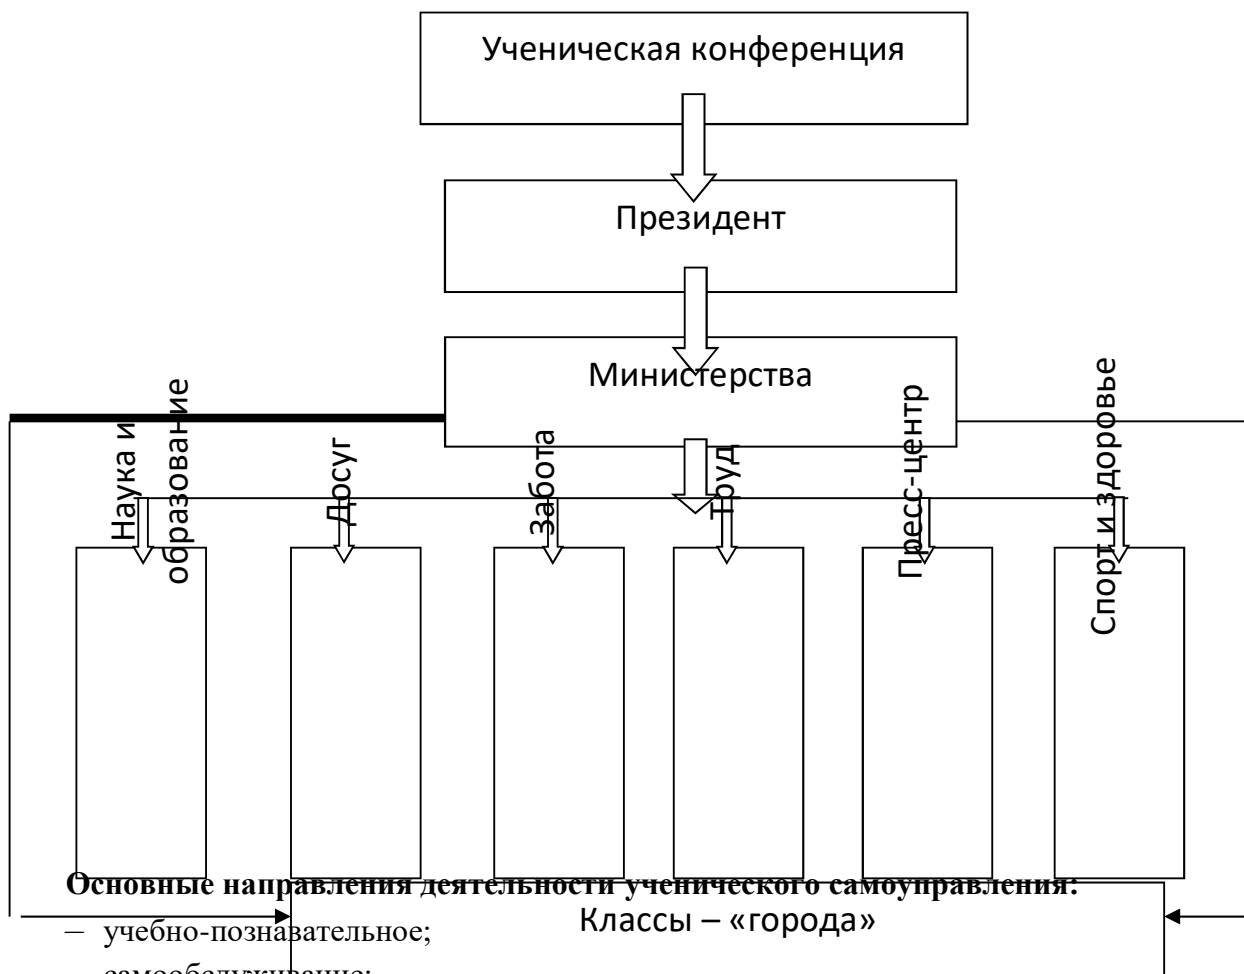 Ученическая конференция
Президент
Министерства
Наука и
образование
Досуг
Забота
Труд
Пресс-центр
Спорт и здоровье
Основные направления деятельности ученического самоуправления:
Классы – «города»
– учебно-познавательное;
самообслуживание;